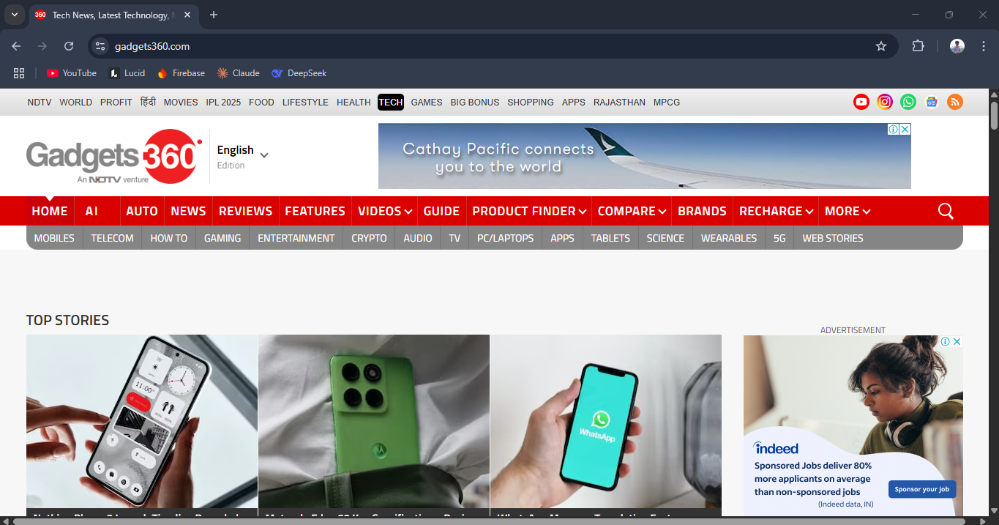 360 Tech News, Latest Technology,
gadgets360.com
YouTube Lucid Firebase Claude DeepSeek
NDTV WORLD PROFIT हिंदी MOVIES IPL 2025 FOOD LIFESTYLE HEALTH TECH GAMES BIG BONUS SHOPPING APPS RAJASTHAN MPCG
Gadgets 360
An NDTV venture
English
Edition
Cathay Pacific connects
you to the world
HOME AI AUTO NEWS REVIEWS FEATURES VIDEOS GUIDE PRODUCT FINDER COMPARE BRANDS RECHARGE MORE
MOBILES TELECOM HOW TO GAMING ENTERTAINMENT CRYPTO AUDIO TV PC/LAPTOPS APPS TABLETS SCIENCE WEARABLES 5G WEB STORIES
TOP STORIES
ADVERTISEMENT
11:00
WhatsApp
indeed
Sponsored Jobs deliver 80%
more applicants on average
than non-sponsored jobs
(Indeed data, IN)
Sponsor your job